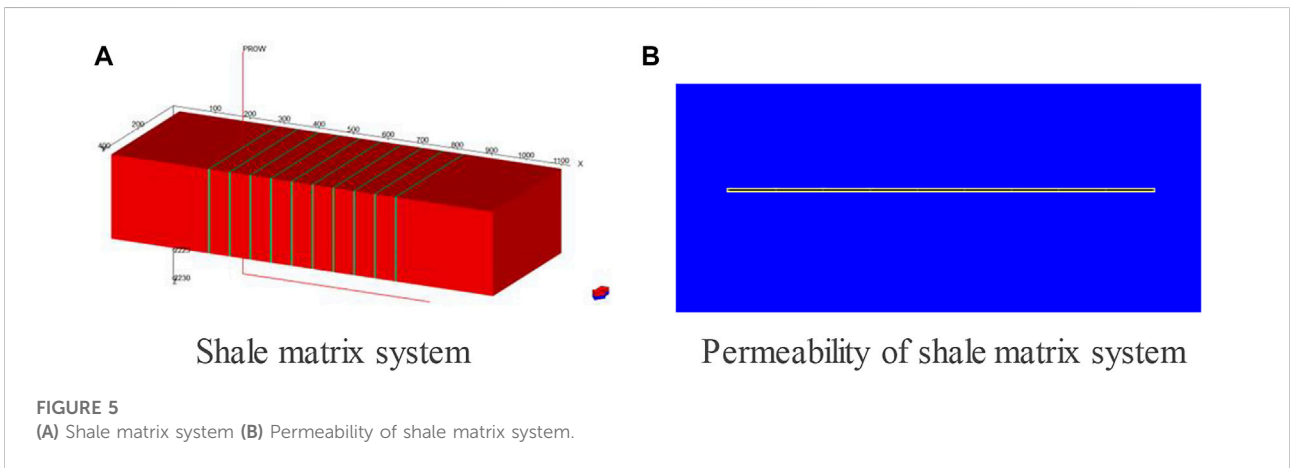 A
B
PROW
100
200
300
400
500
600
700
800
900
1000
1100
X
200
400
Y
2225
2230
Z
Shale matrix system
Permeability of shale matrix system
FIGURE 5
(A) Shale matrix system (B) Permeability of shale matrix system.